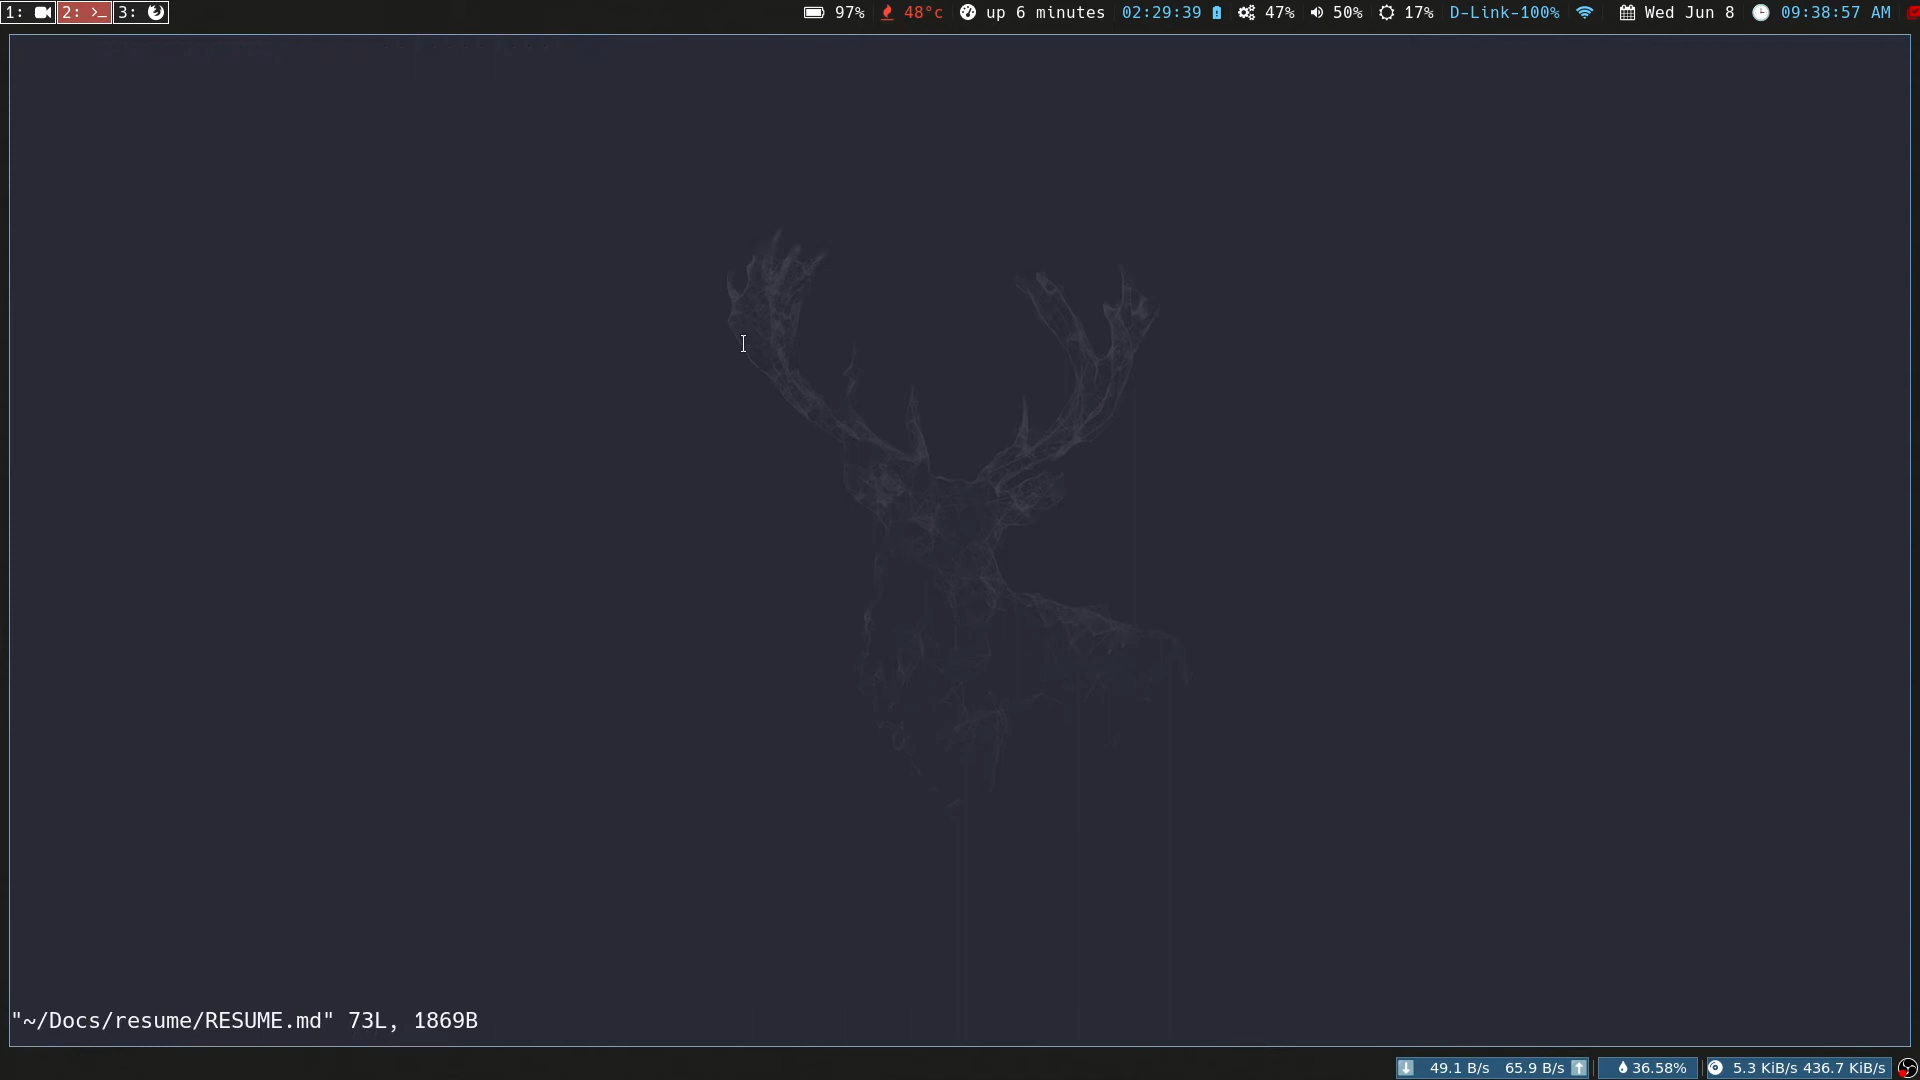 1: 2: >_ 3: 97% 48°c up 6 minutes 02:29:39 47% 50% 17% D-Link-100% Wed Jun 8 09:38:57 AM
"~/Docs/resume/RESUME.md" 73L, 1869B
49.1 B/s 65.9 B/s 36.58% 5.3 KiB/s 436.7 KiB/s